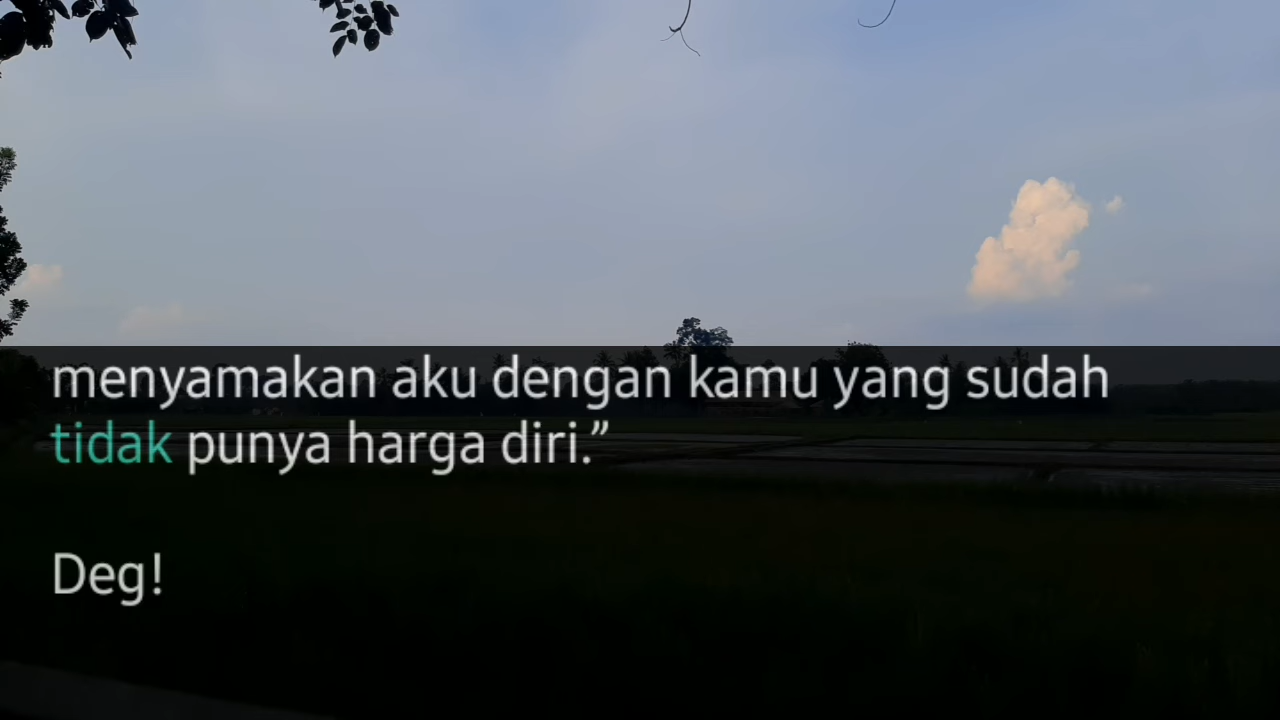 menyamakan aku dengan kamu yang sudah
tidak punya harga diri.”
Deg!